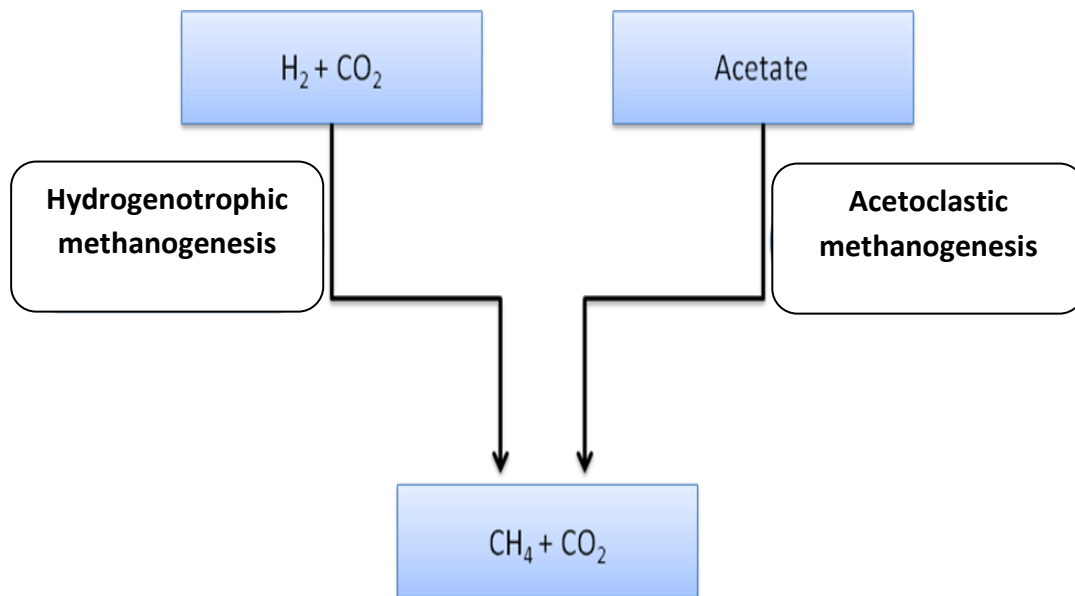 H₂ + CO₂
Acetate
Hydrogenotrophic
methanogenesis
Acetoclastic
methanogenesis
CH₄ + CO₂